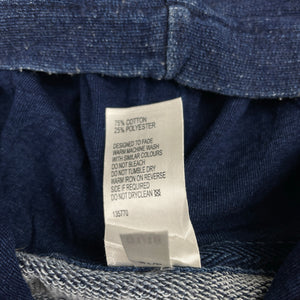 75% COTTON
25% POLYESTER
DESIGNED TO FADE
WARM MACHINE WASH
WITH SIMILAR COLOURS
DO NOT BLEACH
DO NOT TUMBLE DRY
WARM IRON ON REVERSE
SIDE IF REQUIRED
DO NOT DRYCLEAN
135770